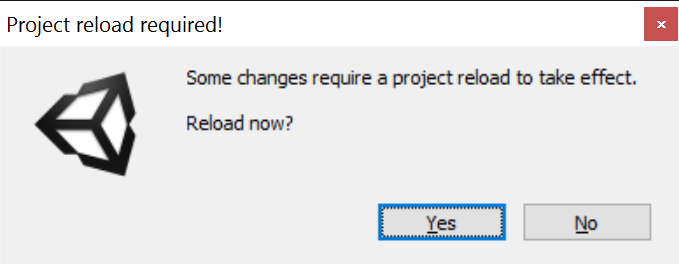 Project reload required!
Some changes require a project reload to take effect.
Reload now?
Yes
No